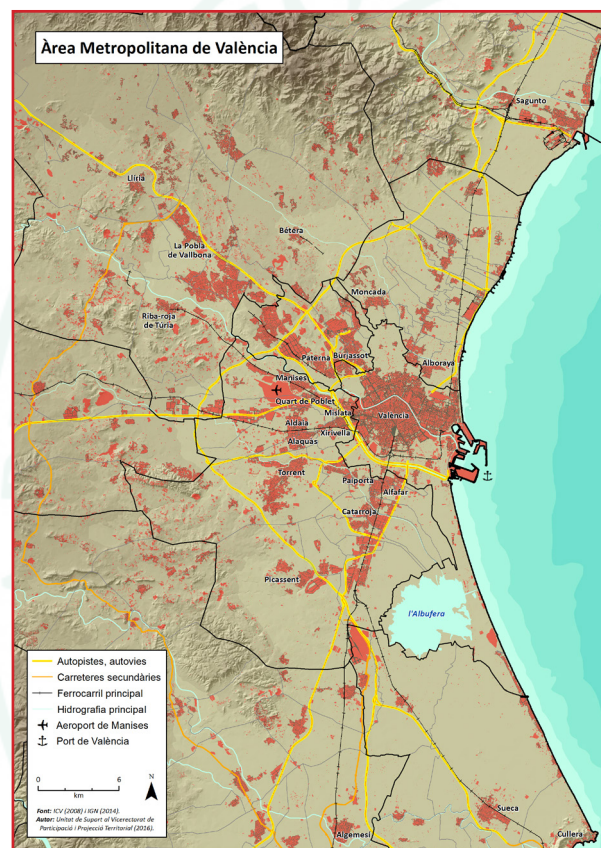 Àrea Metropolitana de València
Sagunto
Llíria
Bétera
La Pobla
de Vallbona
Moncada
Riba-roja
de Túria
Burjassot
Paterna
Alboraya
Manises
Quart de Poblet
Mislata
València
Aldaia
Xirivella
Alaquas
Torrent
Paiporta
Alfafar
Catarroja
Picassent
l'Albufera
Autopistes, autovies
Carreteres secundàries
Ferrocarril principal
Hidrografia principal
Aeroport de Manises
Port de València
0 6
km
N
Font: ICV (2008) i IGN (2014).
Autor: Unitat de Suport al Vicerectorat de
Participació i Projecció Territorial (2016).
Sueca
Algemesí
Cullera